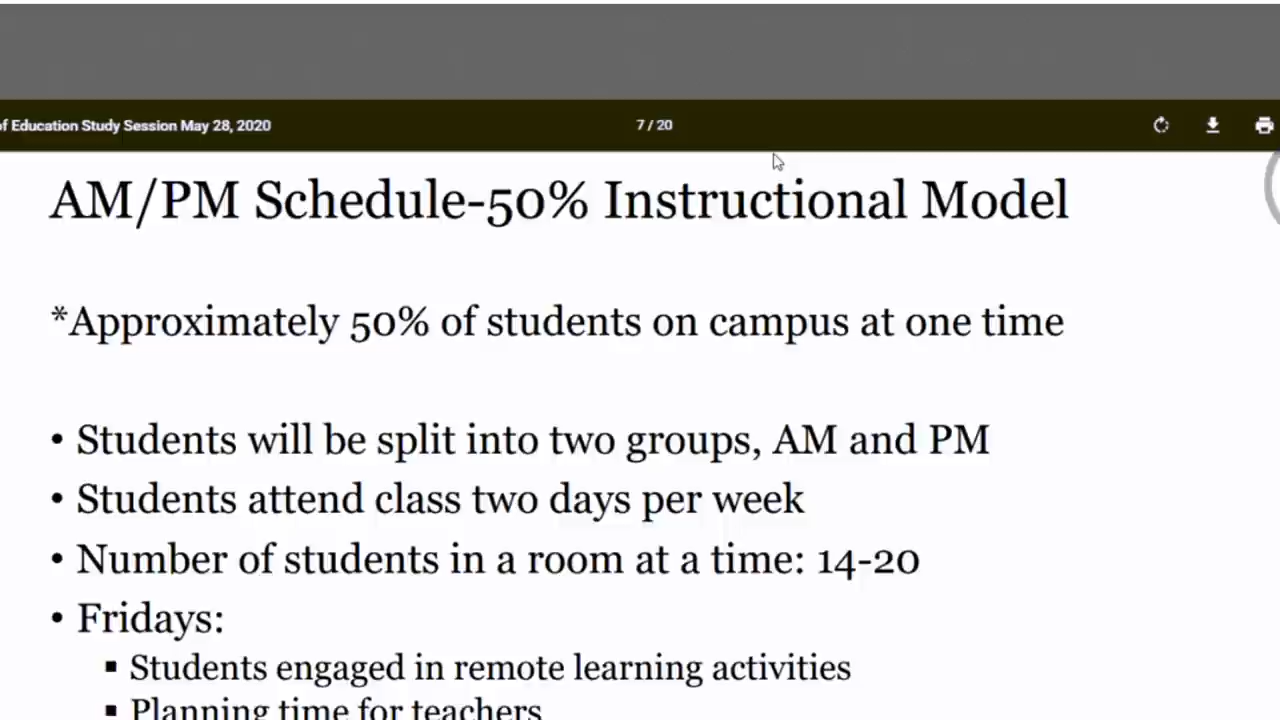 of Education Study Session May 28, 2020
7 / 20
AM/PM Schedule-50% Instructional Model
*Approximately 50% of students on campus at one time
• Students will be split into two groups, AM and PM
• Students attend class two days per week
• Number of students in a room at a time: 14-20
• Fridays:
▪ Students engaged in remote learning activities
▪ Planning time for teachers